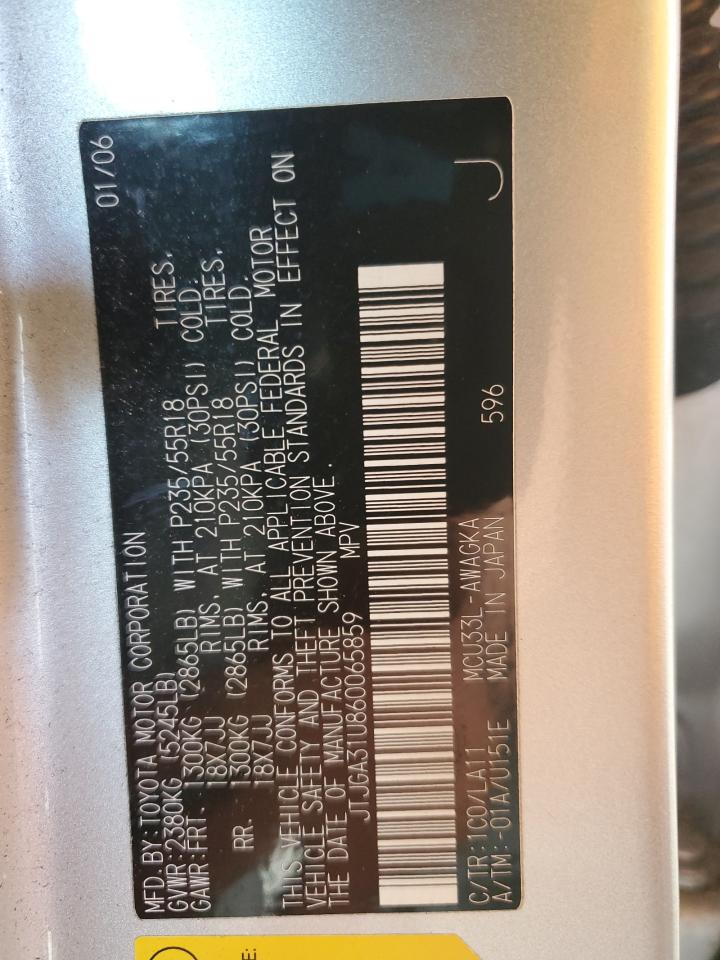 MFD. BY: TOYOTA MOTOR CORPORATION 01/06
GVWR: 2380KG (5245LB)
GAWR: FRT. 1300KG (2865LB) WITH P235/55R18 TIRES,
18X7JJ RIMS, AT 210KPA (30PSI) COLD.
RR. 1300KG (2865LB) WITH P235/55R18 TIRES,
18X7JJ RIMS, AT 210KPA (30PSI) COLD.
THIS VEHICLE CONFORMS TO ALL APPLICABLE FEDERAL MOTOR
VEHICLE SAFETY AND THEFT PREVENTION STANDARDS IN EFFECT ON
THE DATE OF MANUFACTURE SHOWN ABOVE.
JTJGA31U860065859 MPV
C/TR: 1C0/LA11 MCU33L-AWAGKA
A/TM: -01A/U151E MADE IN JAPAN 596 J
E: